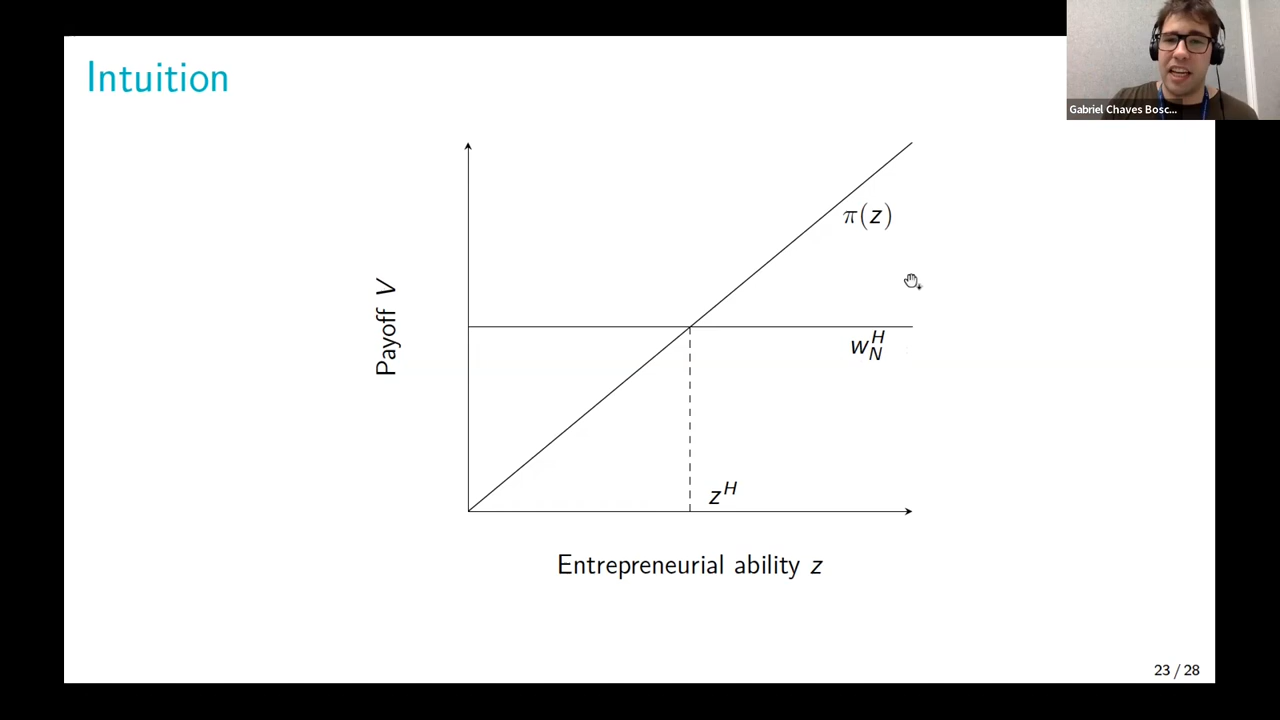 Intuition
Gabriel Chaves Bosc...
π(z)
Payoff V
w_N^H
z^H
Entrepreneurial ability z
23 / 28